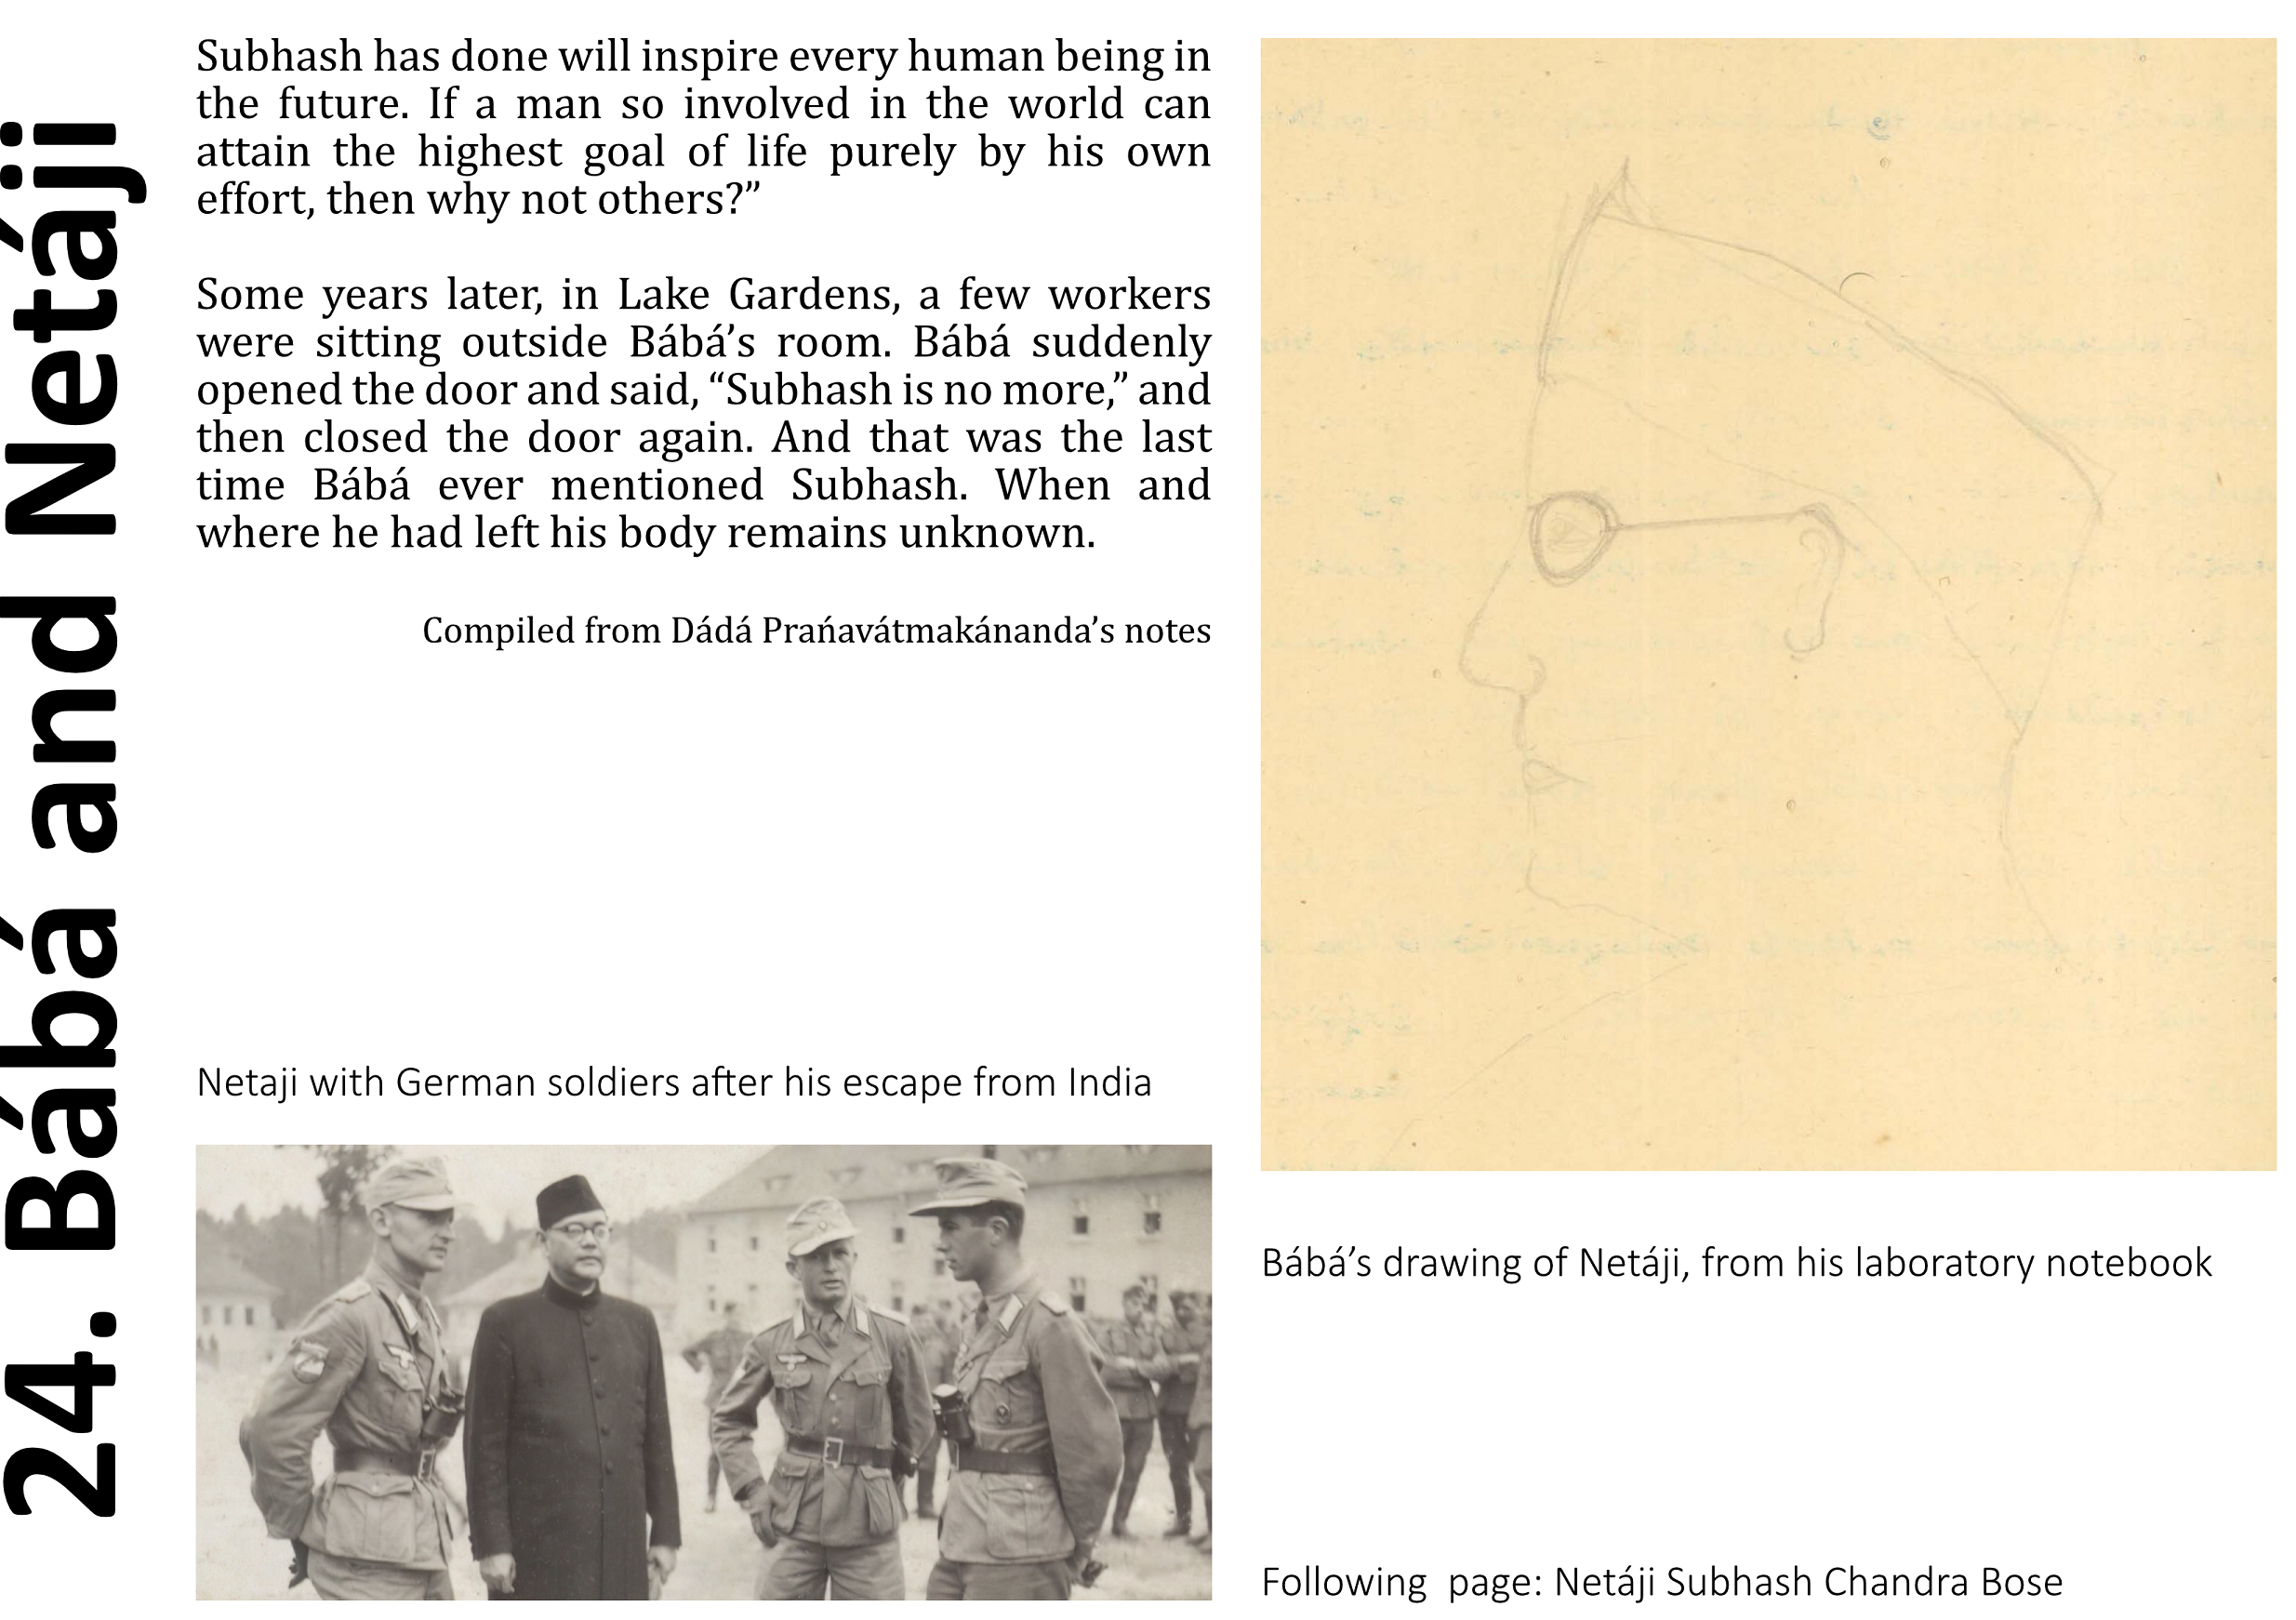 24. Bábá and Netáji
Subhash has done will inspire every human being in
the future. If a man so involved in the world can
attain the highest goal of life purely by his own
effort, then why not others?”
Some years later, in Lake Gardens, a few workers
were sitting outside Bábá’s room. Bábá suddenly
opened the door and said, “Subhash is no more,” and
then closed the door again. And that was the last
time Bábá ever mentioned Subhash. When and
where he had left his body remains unknown.
Compiled from Dádá Prańavátmakánanda’s notes
Netaji with German soldiers after his escape from India
Bábá’s drawing of Netáji, from his laboratory notebook
Following page: Netáji Subhash Chandra Bose